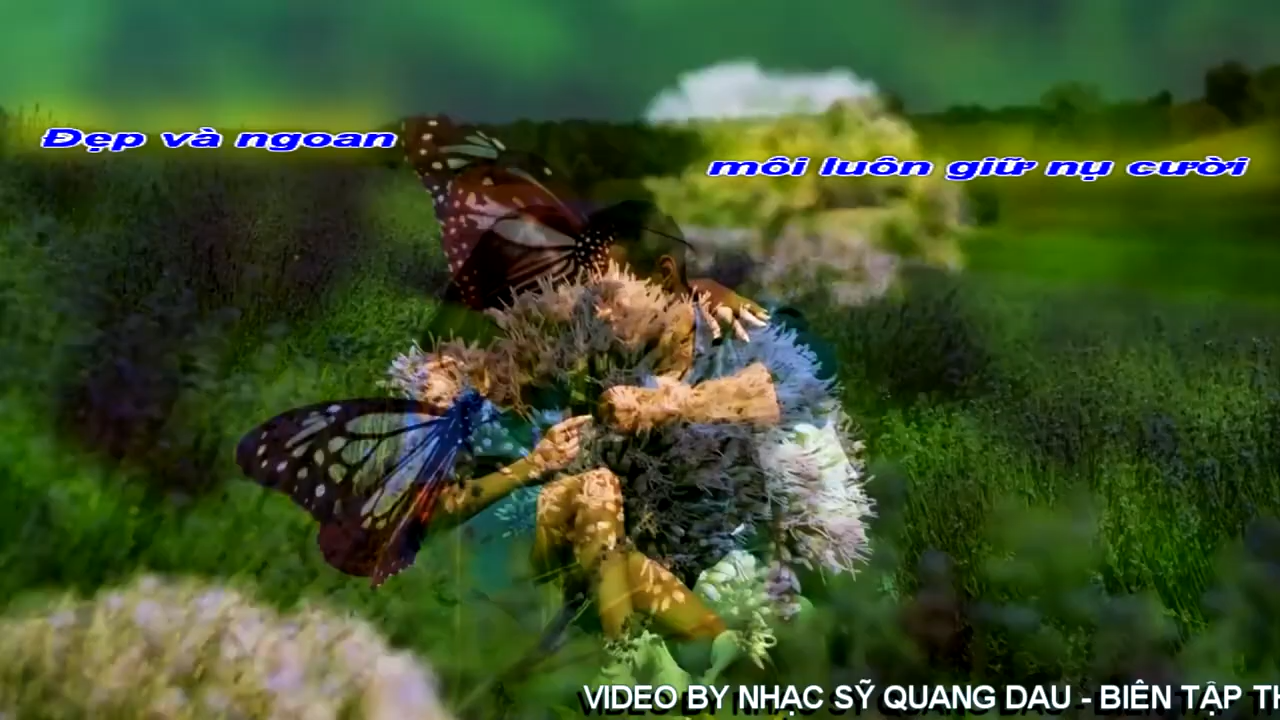 Đẹp và ngoan
môi luôn giữ nụ cười
VIDEO BY NHẠC SỸ QUANG DAU - BIÊN TẬP